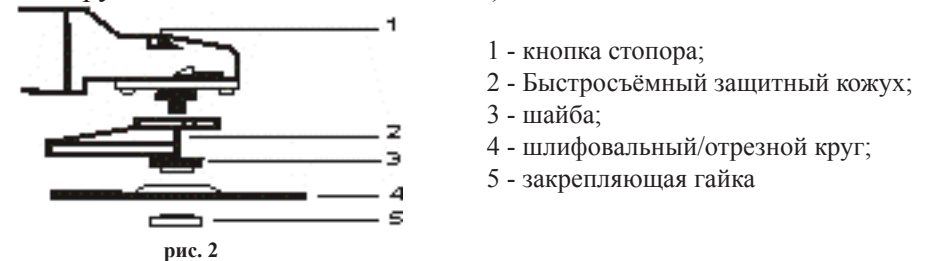 1
2
3
4
5
рис. 2
1 - кнопка стопора;
2 - Быстросъёмный защитный кожух;
3 - шайба;
4 - шлифовальный/отрезной круг;
5 - закрепляющая гайка